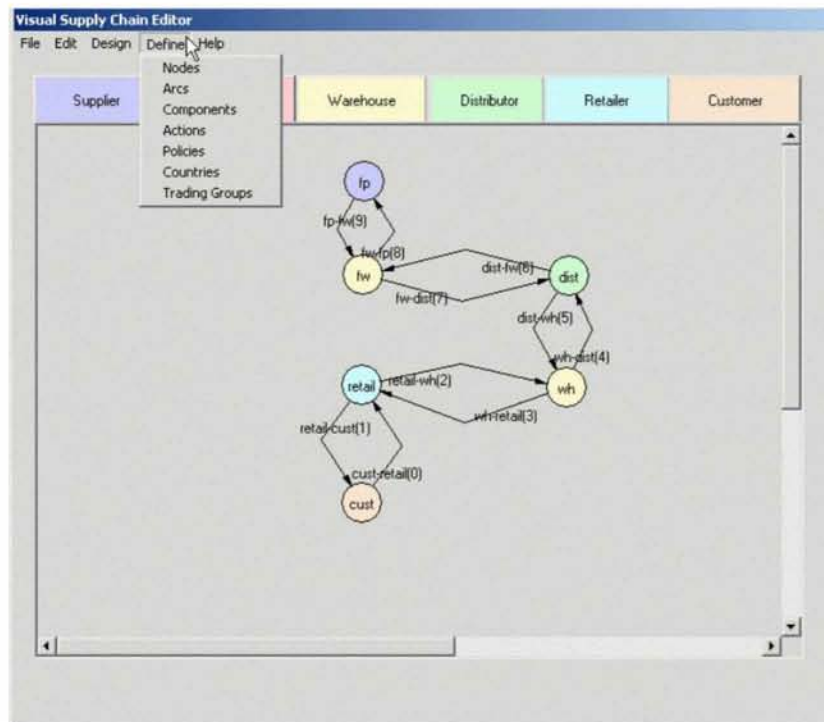 Visual Supply Chain Editor
File Edit Design Define Help
Nodes
Arcs
Components
Actions
Policies
Countries
Trading Groups
Supplier Warehouse Distributor Retailer Customer
fp
fp-fw(9)
fw-fp(8)
fw
dist-fw(6)
dist
fw-dist(7)
dist-wh(5)
wh-dist(4)
retail
retail-wh(2)
wh
wh-retail(3)
retail-cust(1)
cust-retail(0)
cust